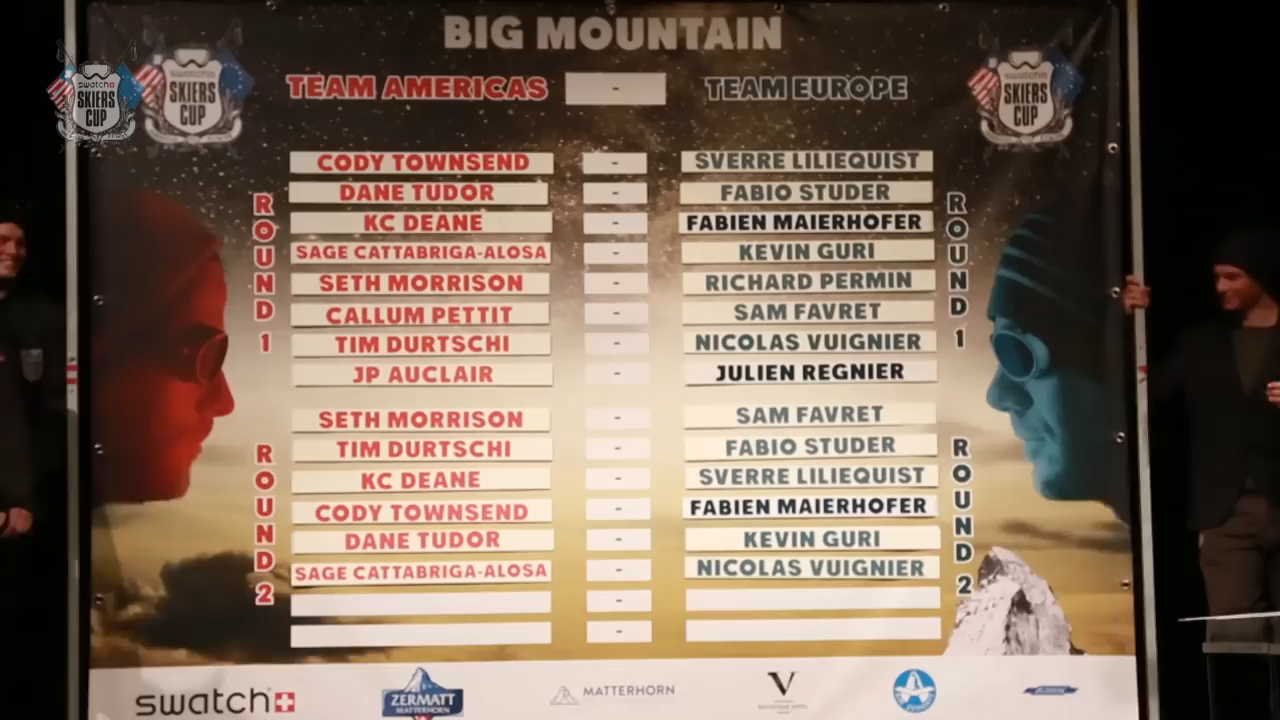 BIG MOUNTAIN
TEAM AMERICAS - TEAM EUROPE
swatch SKIERS CUP
SKIERS CUP
SKIERS CUP
ROUND 1
CODY TOWNSEND - SVERRE LILIEQUIST
DANE TUDOR - FABIO STUDER
KC DEANE - FABIEN MAIERHOFER
SAGE CATTABRIGA-ALOSA - KEVIN GURI
SETH MORRISON - RICHARD PERMIN
CALLUM PETTIT - SAM FAVRET
TIM DURTSCHI - NICOLAS VUIGNIER
JP AUCLAIR - JULIEN REGNIER
ROUND 1
ROUND 2
SETH MORRISON - SAM FAVRET
TIM DURTSCHI - FABIO STUDER
KC DEANE - SVERRE LILIEQUIST
CODY TOWNSEND - FABIEN MAIERHOFER
DANE TUDOR - KEVIN GURI
SAGE CATTABRIGA-ALOSA - NICOLAS VUIGNIER
-
-
ROUND 2
swatch
ZERMATT MATTERHORN
MATTERHORN
V